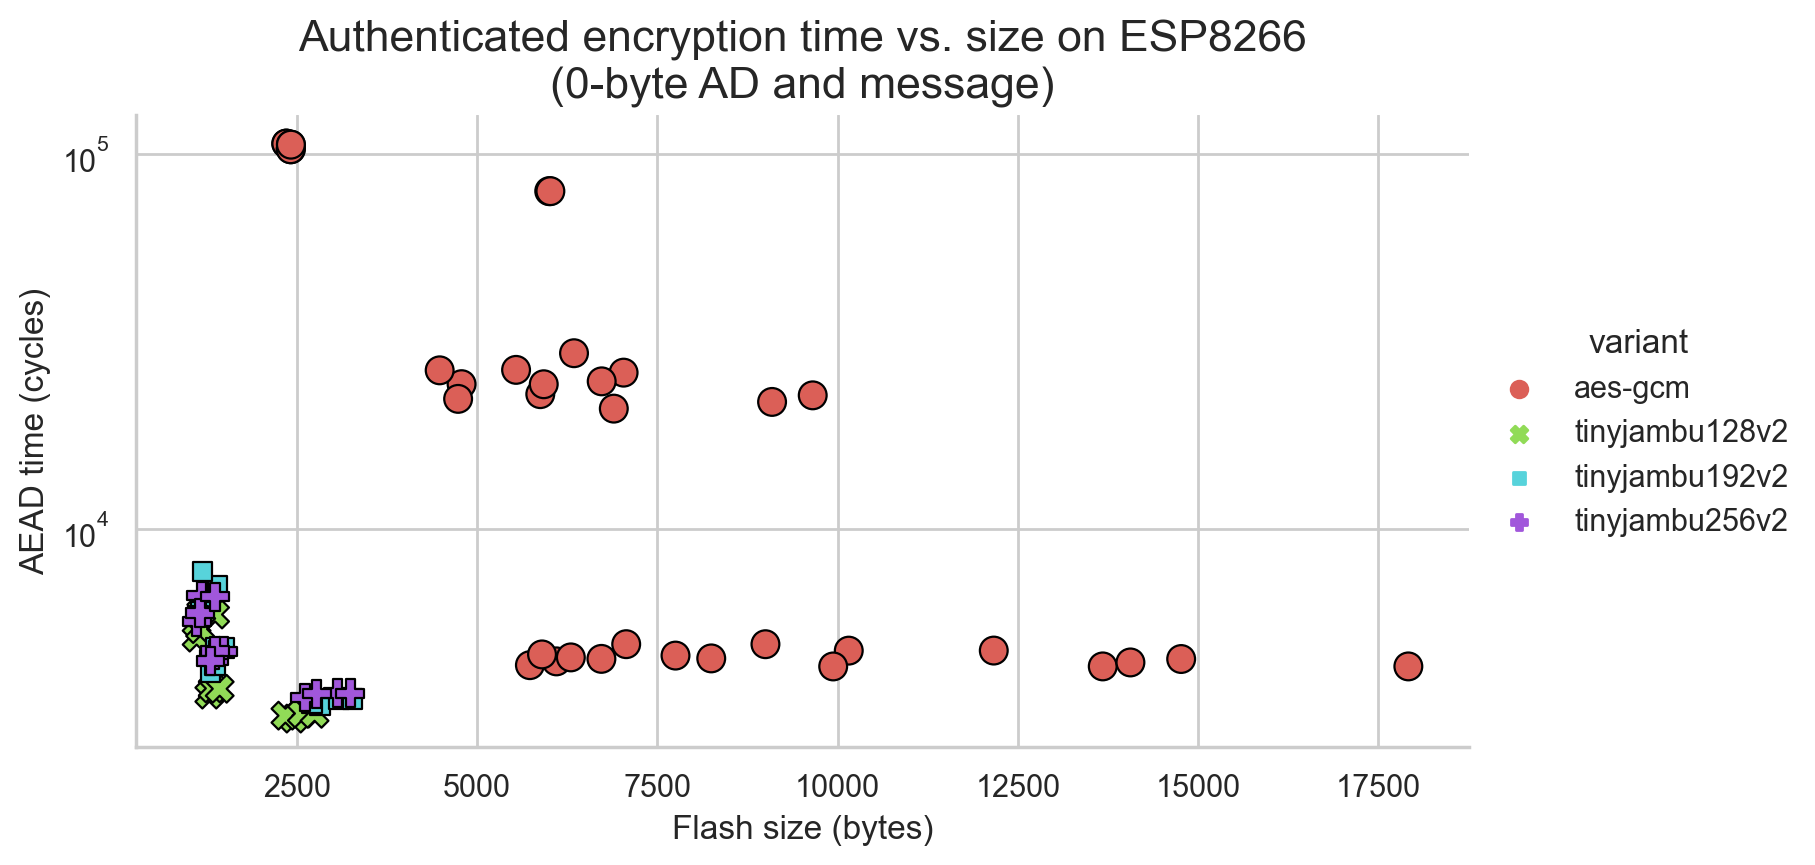 Authenticated encryption time vs. size on ESP8266
(0-byte AD and message)
AEAD time (cycles)
10^5
10^4
2500
5000
7500
10000
12500
15000
17500
Flash size (bytes)
variant
aes-gcm
tinyjambu128v2
tinyjambu192v2
tinyjambu256v2